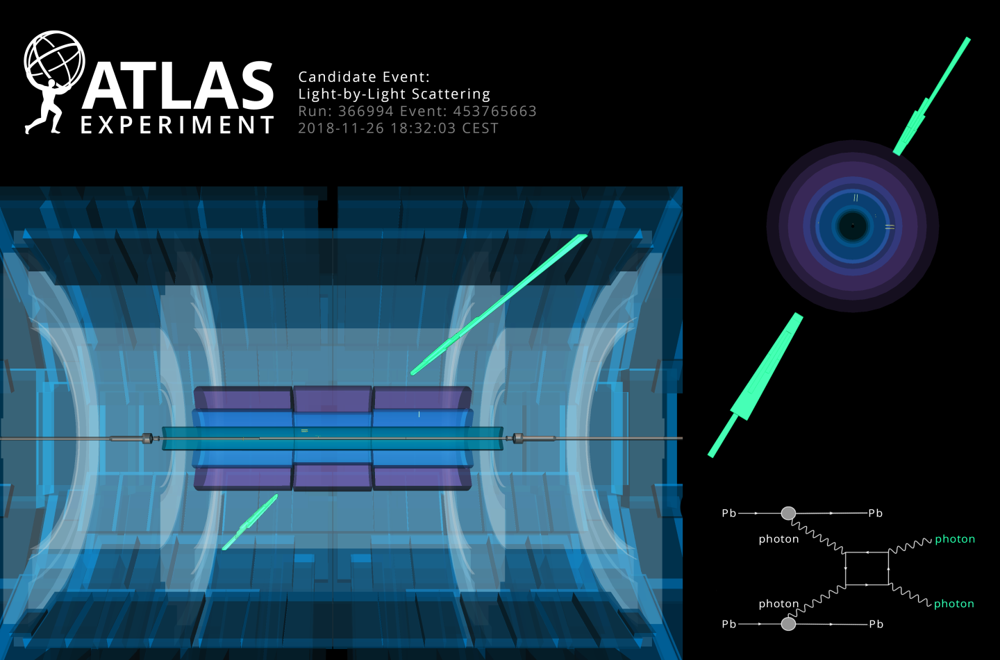 ATLAS
EXPERIMENT
Candidate Event:
Light-by-Light Scattering
Run: 366994 Event: 453765663
2018-11-26 18:32:03 CEST
Pb
Pb
photon
photon
photon
photon
Pb
Pb